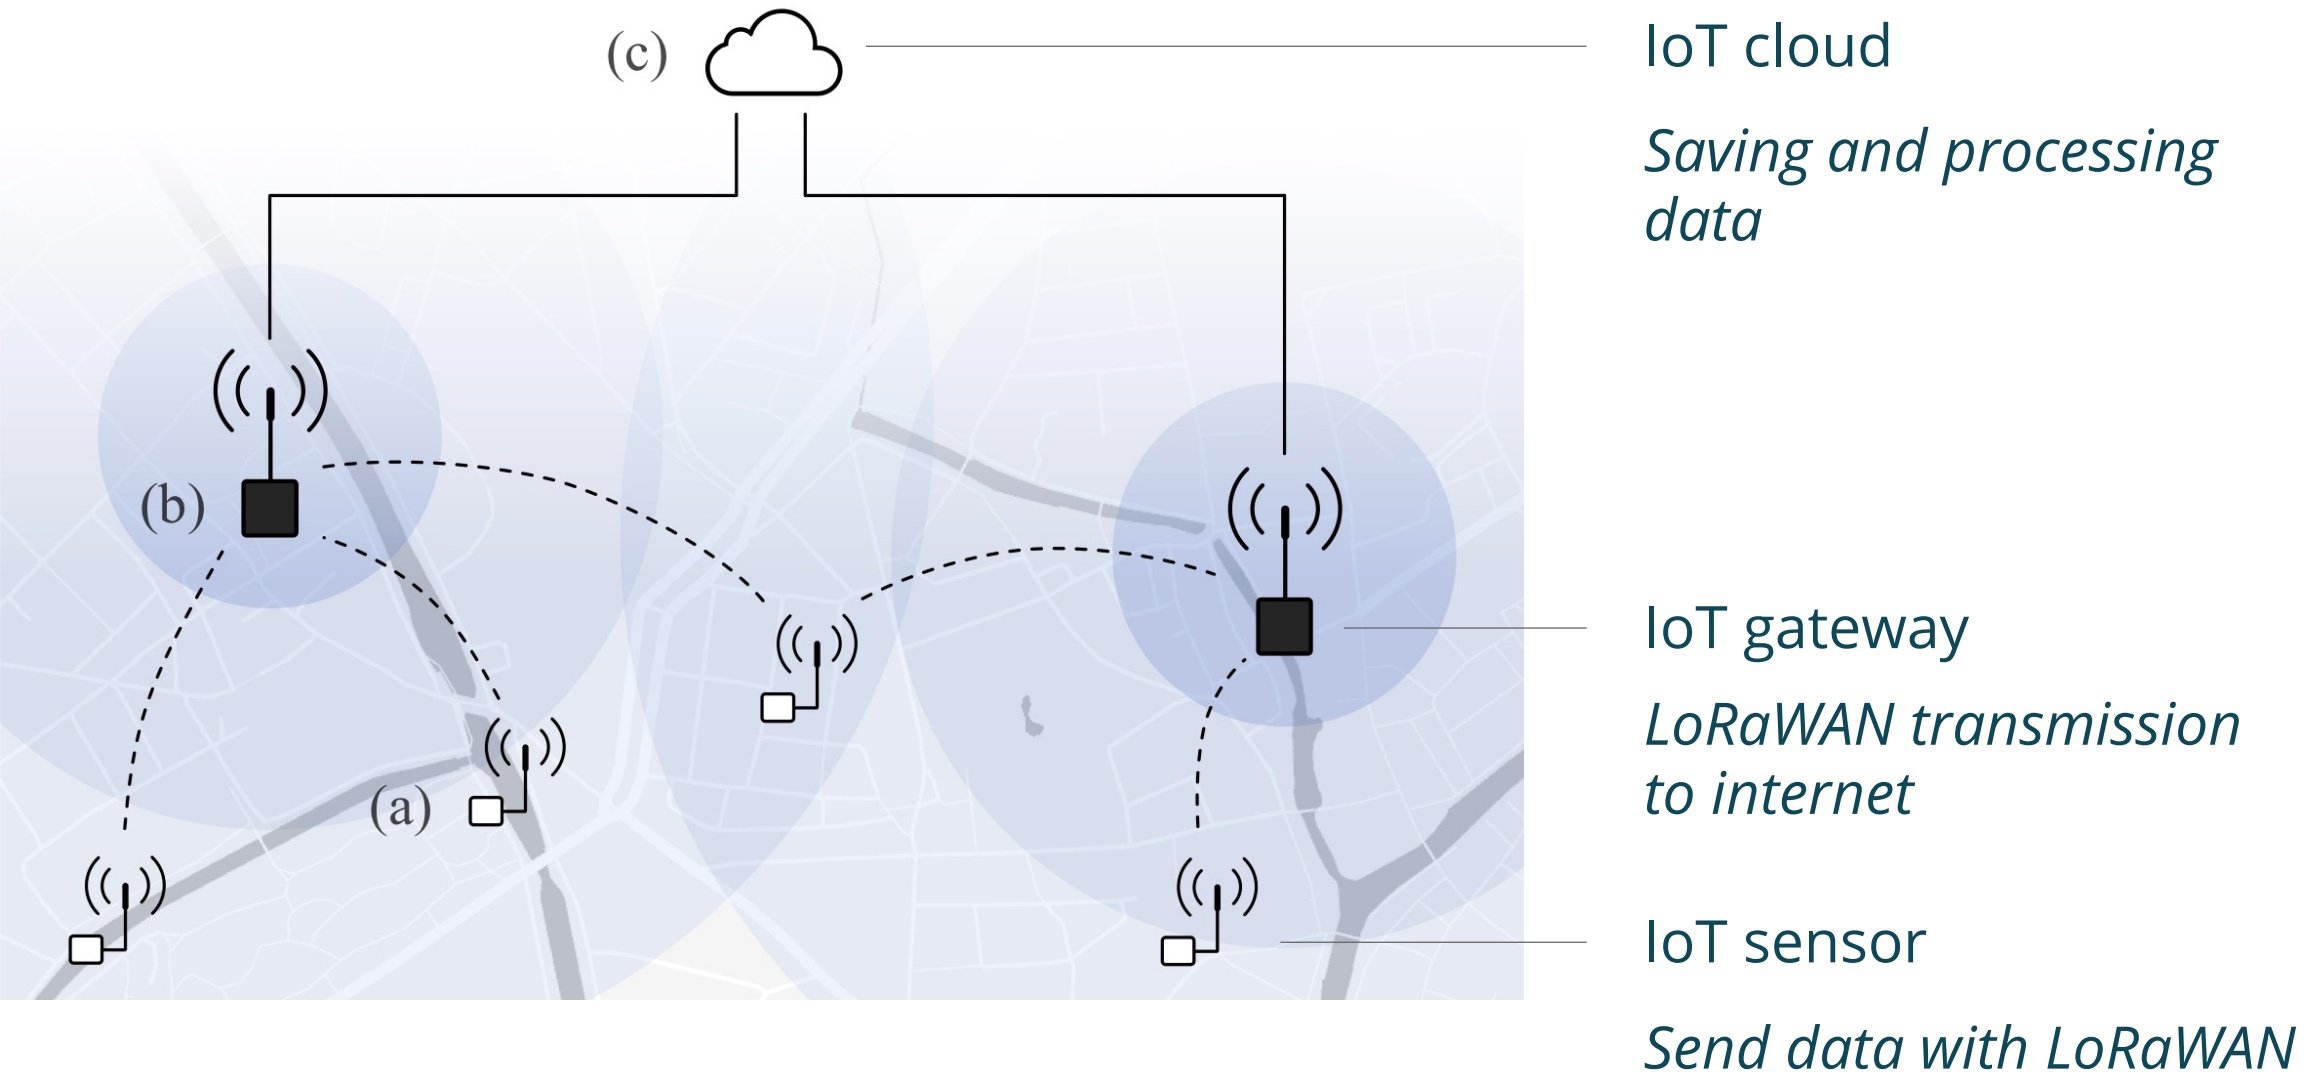 (c)
IoT cloud
Saving and processing
data
(b)
IoT gateway
LoRaWAN transmission
to internet
(a)
IoT sensor
Send data with LoRaWAN